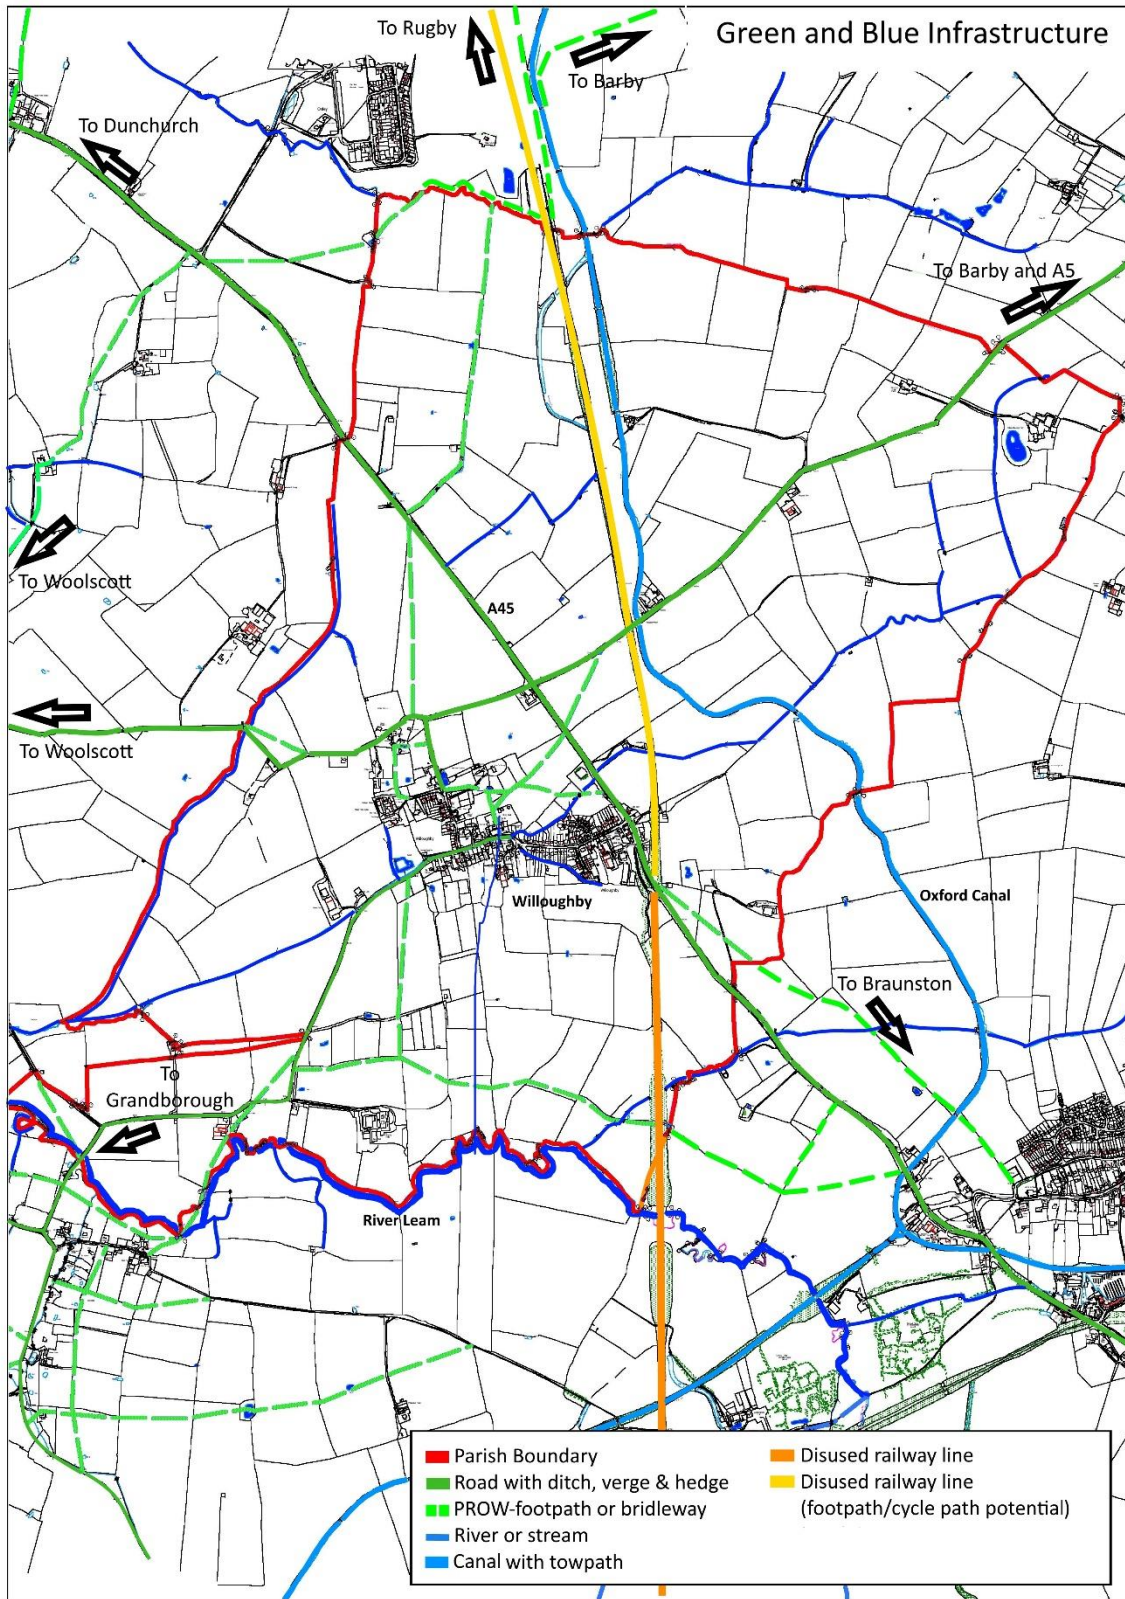 Green and Blue Infrastructure
To Rugby
To Barby
To Dunchurch
To Barby and A5
To Woolscott
A45
To Woolscott
Willoughby
Oxford Canal
To Braunston
To
Grandborough
River Leam
Parish Boundary
Road with ditch, verge & hedge
PROW-footpath or bridleway
River or stream
Canal with towpath
Disused railway line
Disused railway line
(footpath/cycle path potential)